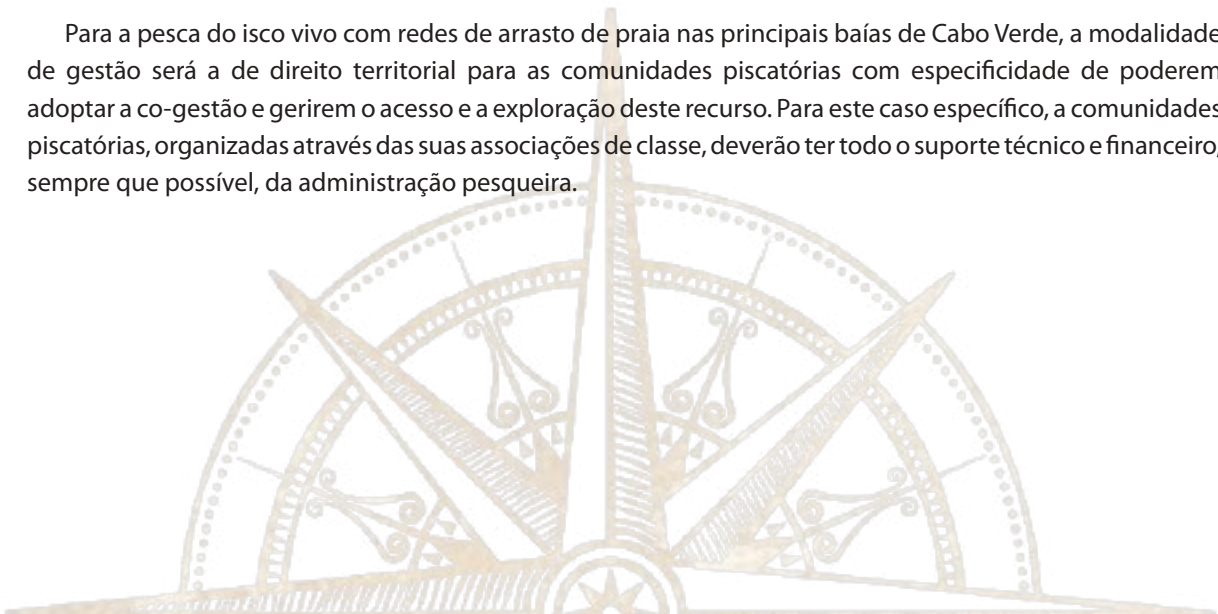 Para a pesca do isco vivo com redes de arrasto de praia nas principais baías de Cabo Verde, a modalidade
de gestão será a de direito territorial para as comunidades piscatórias com especificidade de poderem
adoptar a co-gestão e gerirem o acesso e a exploração deste recurso. Para este caso específico, a comunidades
piscatórias, organizadas através das suas associações de classe, deverão ter todo o suporte técnico e financeiro,
sempre que possível, da administração pesqueira.